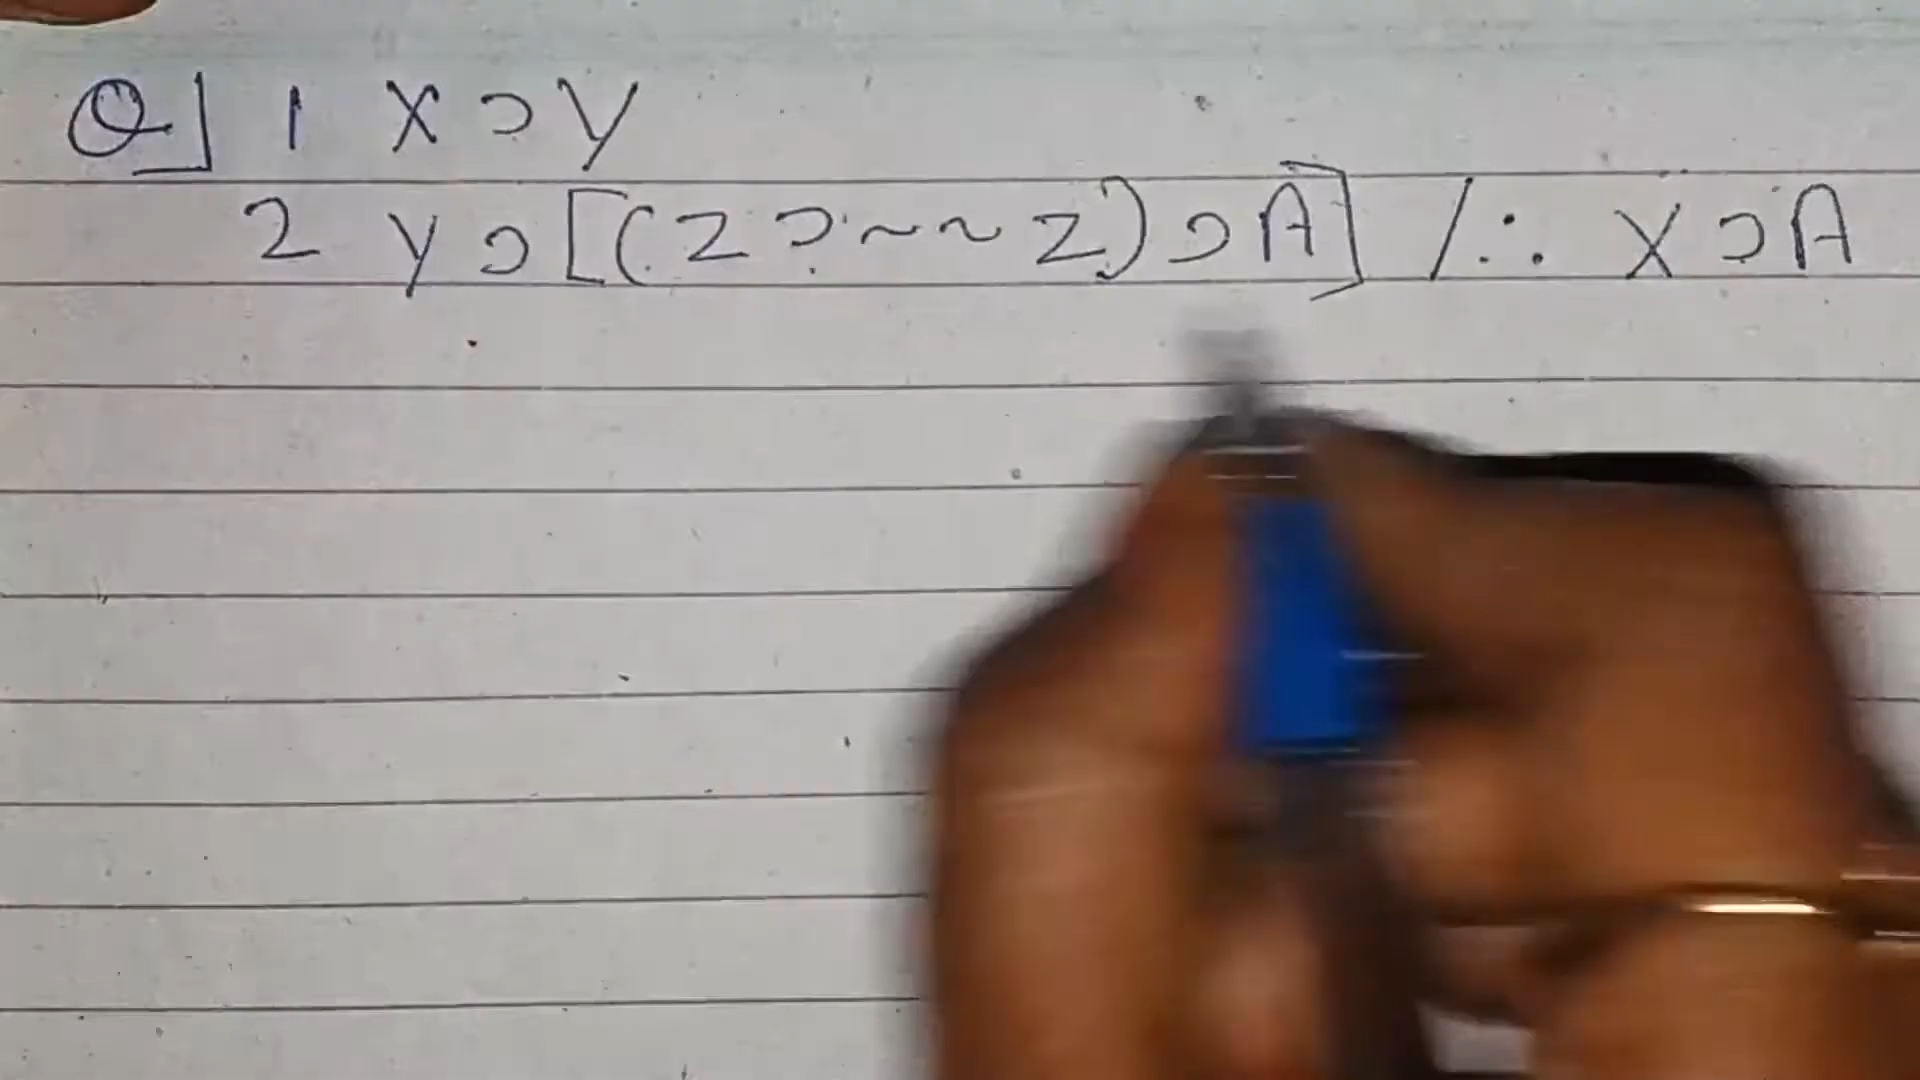 Q] 1 X ⊃ Y
2 Y ⊃ [(Z ⊃ ~~Z) ⊃ A] /∴ X ⊃ A